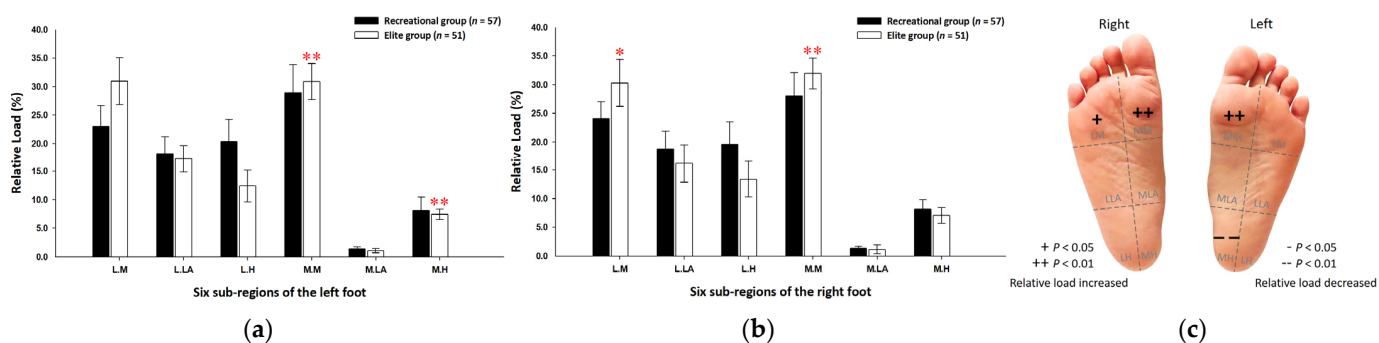 Recreational group (n = 57)
Elite group (n = 51)
Relative Load (%)
40.0
35.0
30.0
25.0
20.0
15.0
10.0
5.0
0.0
**
**
L.M L.LA L.H M.M M.LA M.H
Six sub-regions of the left foot
(a)
Recreational group (n = 57)
Elite group (n = 51)
Relative Load (%)
40.0
35.0
30.0
25.0
20.0
15.0
10.0
5.0
0.0
*
**
L.M L.LA L.H M.M M.LA M.H
Six sub-regions of the right foot
(b)
Right Left
+ ++ ++
LM MM MM LM
LLA MLA MLA LLA
--
LH MH MH LH
+ P < 0.05
++ P < 0.01
Relative load increased
- P < 0.05
-- P < 0.01
Relative load decreased
(c)